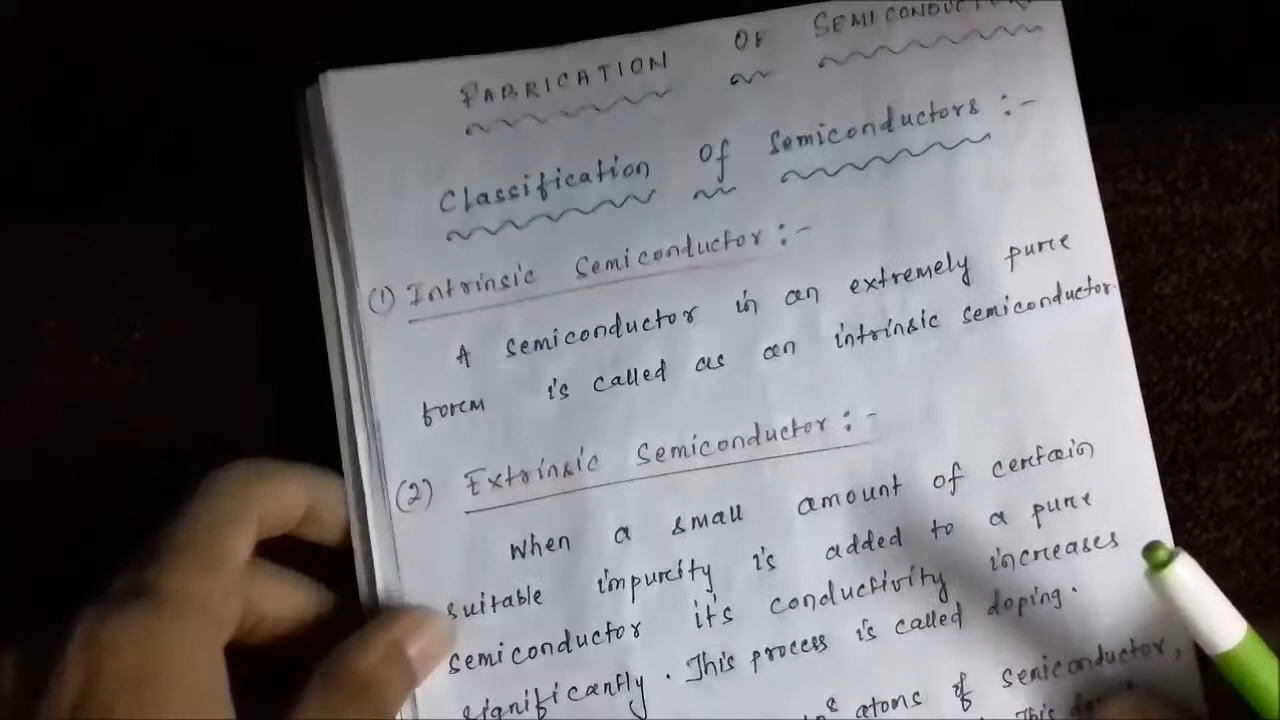 FABRICATION OF SEMICONDUCTOR
Classification Of Semiconductors :-
(1) Intrinsic Semiconductor :-
A semiconductor in an extremely pure
form is called as an intrinsic semiconductor.
(2) Extrinsic Semiconductor :-
When a small amount of certain
suitable impurity is added to a pure
semiconductor its conductivity increases
significantly. This process is called doping.
atoms of semiconductor,
This